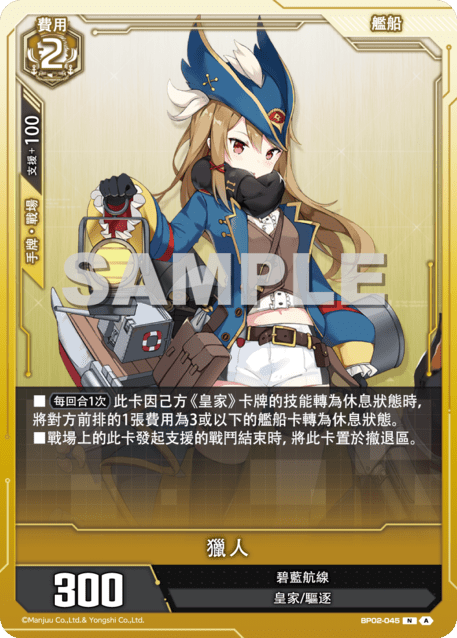 費用
2
艦船
支援+100
手牌・戰場
SAMPLE
■ 每回合1次 此卡因己方《皇家》卡牌的技能轉為休息狀態時,
將對方前排的1張費用為3或以下的艦船卡轉為休息狀態。
■戰場上的此卡發起支援的戰鬥結束時, 將此卡置於撤退區。
獵人
300
碧藍航線
皇家/驅逐
©Manjuu Co.,Ltd.& Yongshi Co.,Ltd.
BP02-045 N A